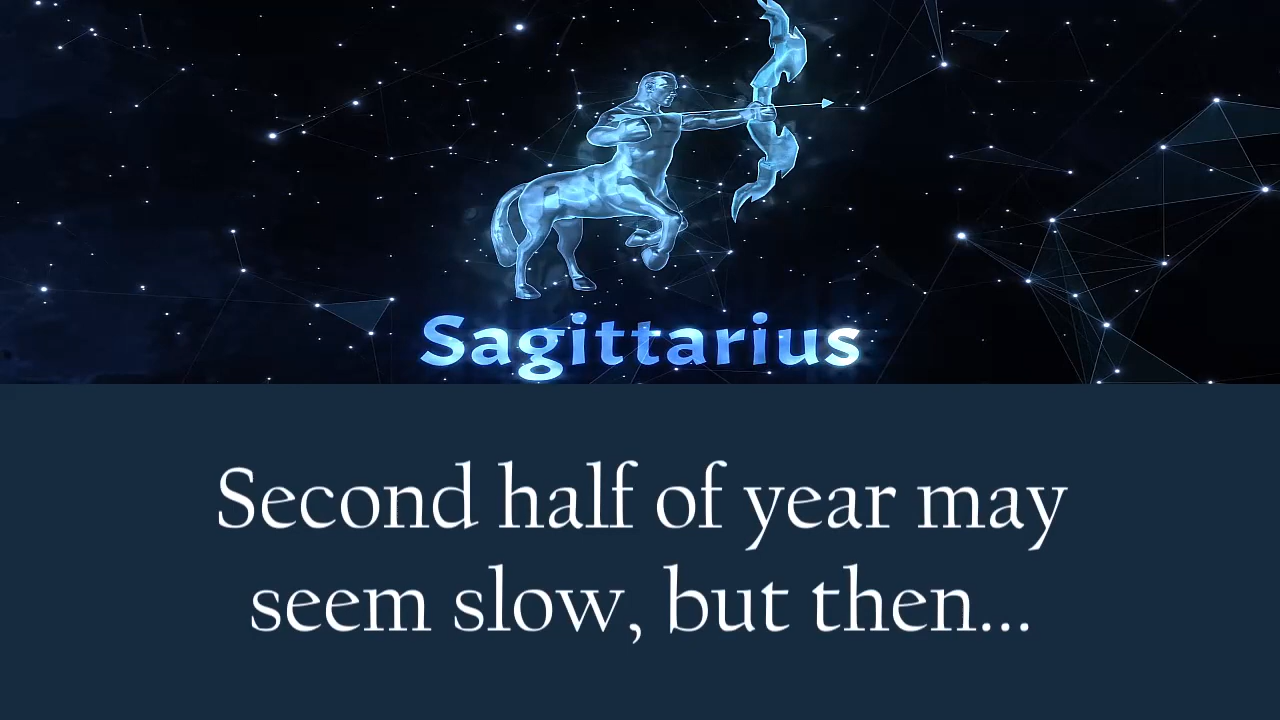 Sagittarius
Second half of year may
seem slow, but then...